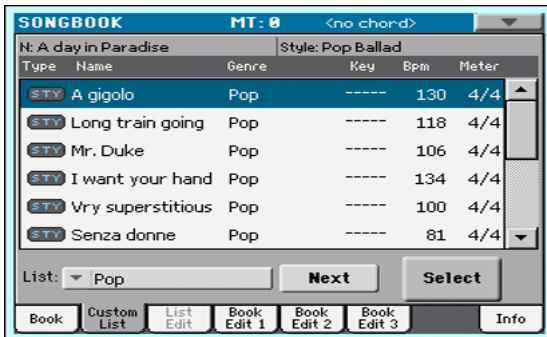 SONGBOOK MT: 0 <no chord>
N: A day in Paradise Style: Pop Ballad
Type Name Genre Key Bpm Meter
STY A gigolo Pop ----- 130 4/4
STY Long train going Pop ----- 118 4/4
STY Mr. Duke Pop ----- 106 4/4
STY I want your hand Pop ----- 134 4/4
STY Vry superstitious Pop ----- 100 4/4
STY Senza donne Pop ----- 81 4/4
List: Pop Next Select
Book Custom List List Edit Book Edit 1 Book Edit 2 Book Edit 3 Info